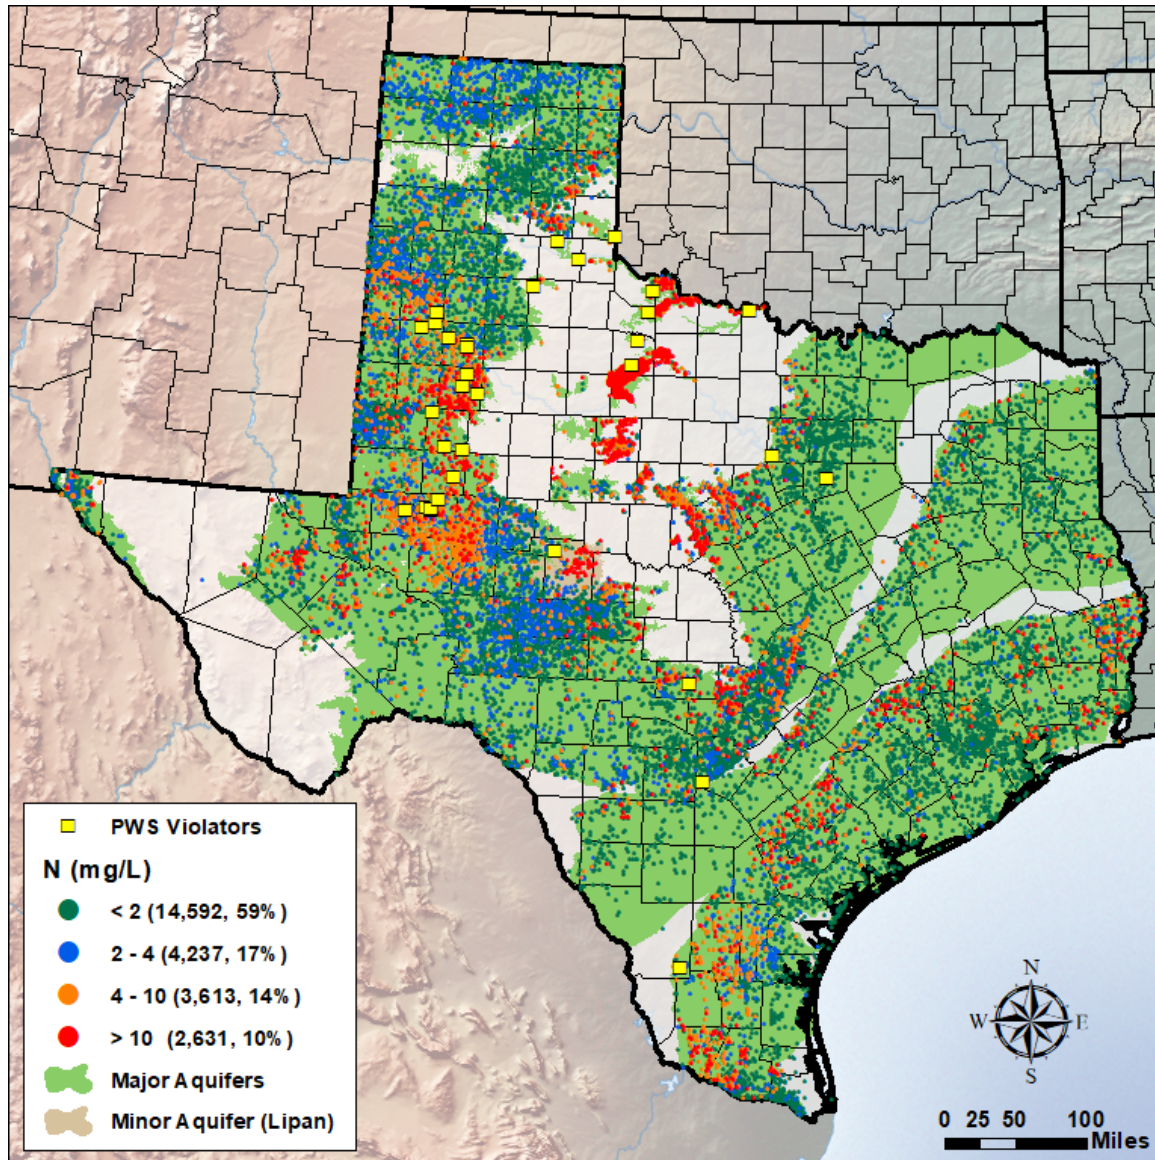 PWS Violators
N (mg/L)
< 2 (14,592, 59%)
2 - 4 (4,237, 17%)
4 - 10 (3,613, 14%)
> 10 (2,631, 10%)
Major Aquifers
Minor Aquifer (Lipan)
N
W E
S
0 25 50 100
Miles